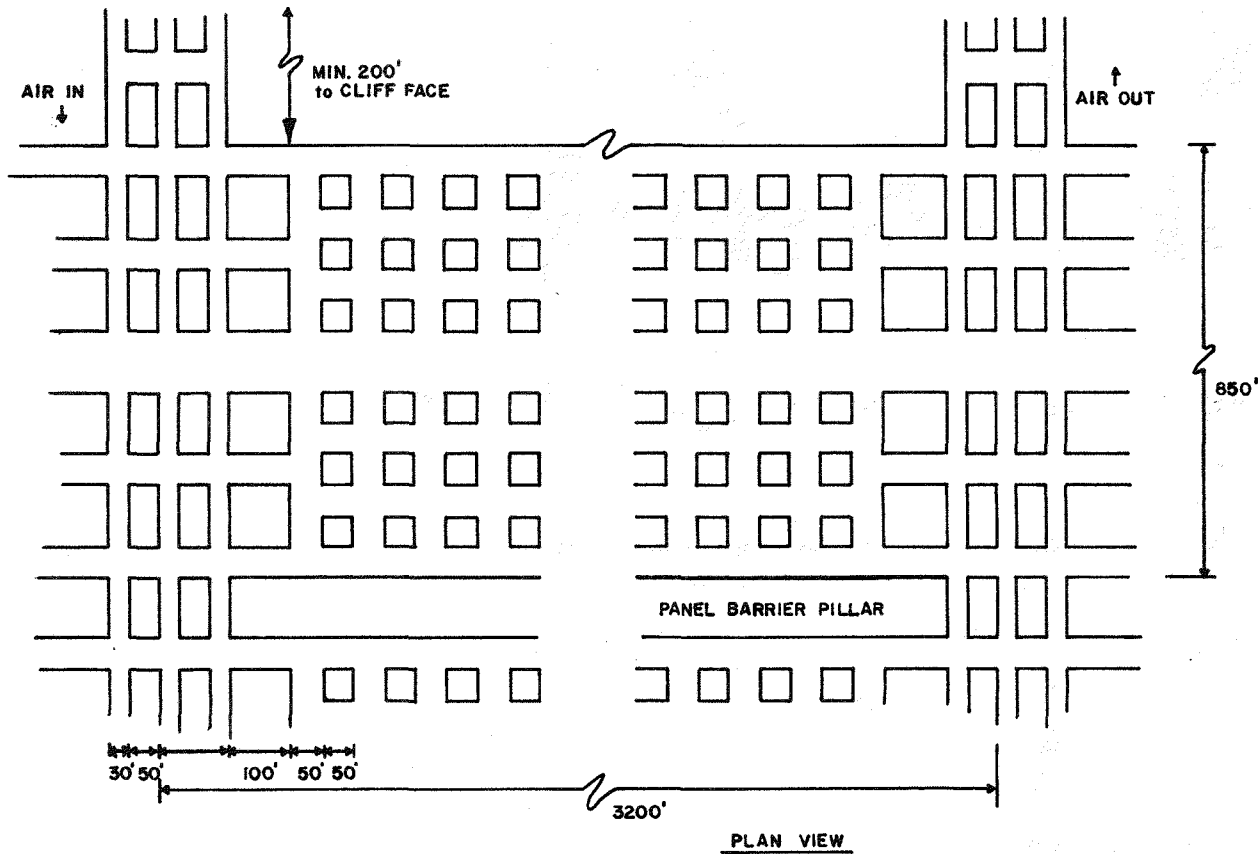 MIN. 200'
to CLIFF FACE
AIR IN
AIR OUT
850'
PANEL BARRIER PILLAR
30' 50' 100' 50' 50'
3200'
PLAN VIEW